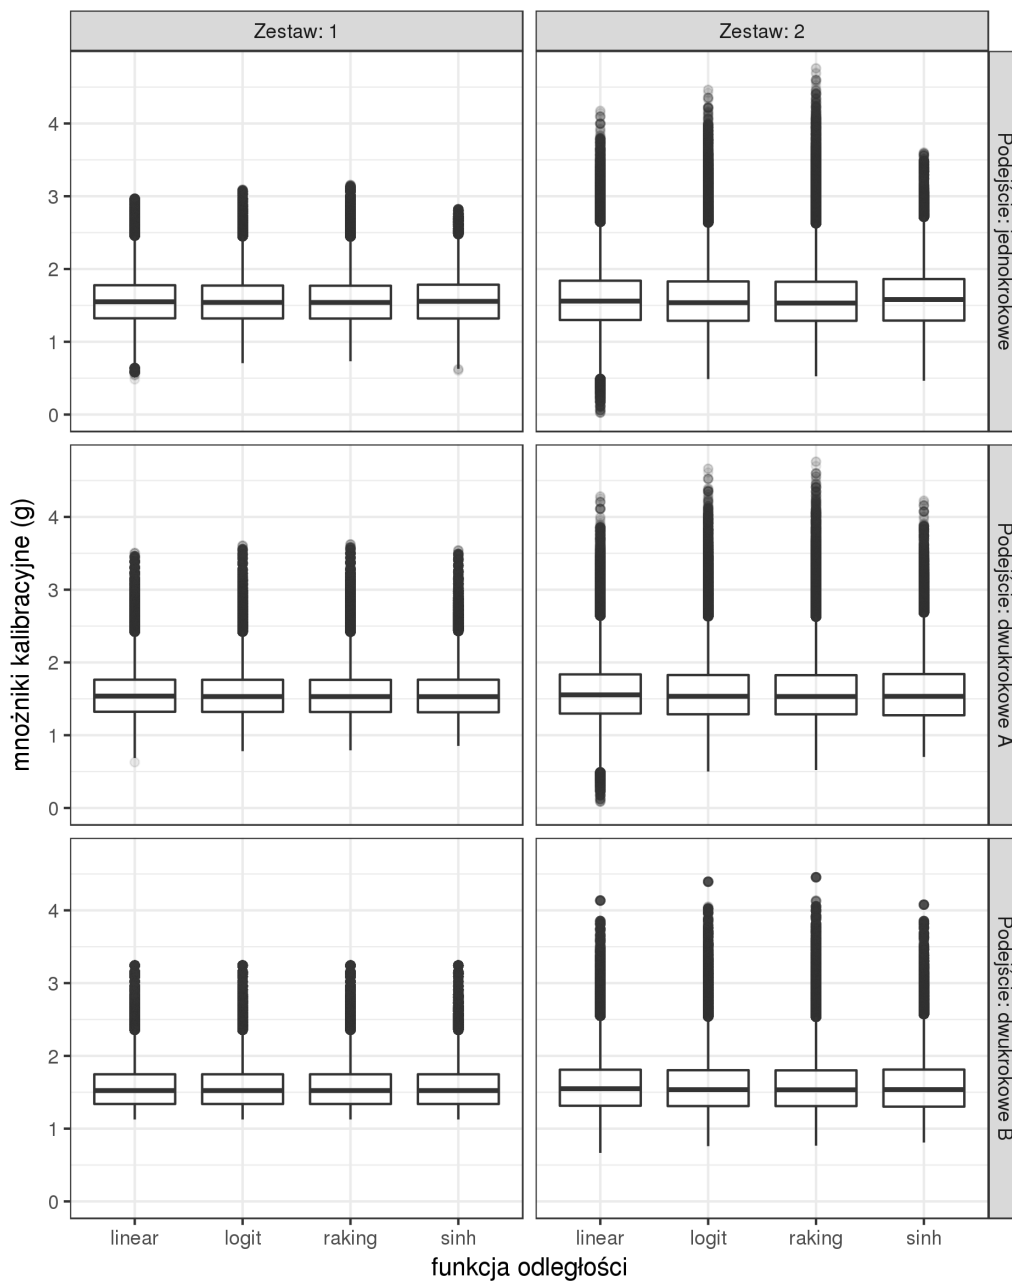 Zestaw: 1
Zestaw: 2
4
3
2
1
0
Podejście: jednokrokowe
4
3
2
1
0
Podejście: dwukrokowe A
4
3
2
1
0
Podejście: dwukrokowe B
mnożniki kalibracyjne (g)
linear
logit
raking
sinh
linear
logit
raking
sinh
funkcja odległości